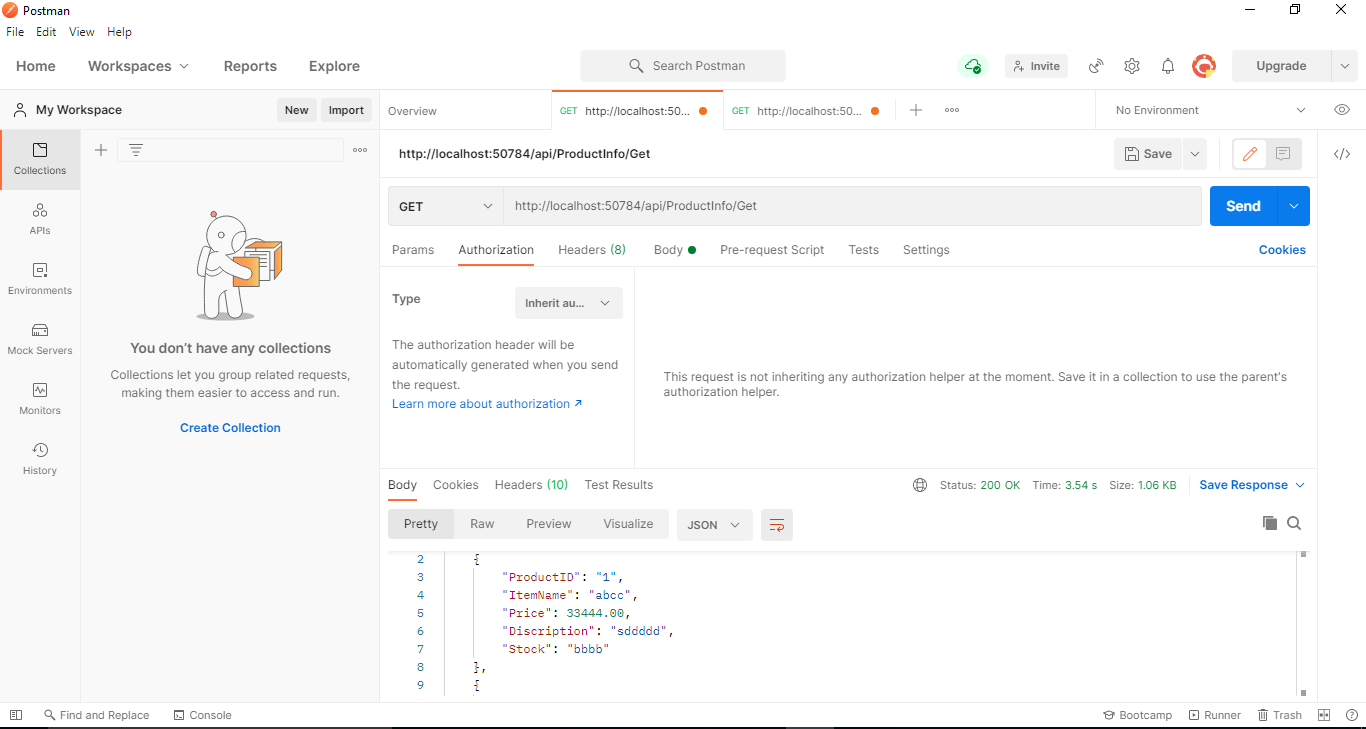 Postman
File Edit View Help
Home Workspaces Reports Explore Search Postman Invite Upgrade
My Workspace New Import
Overview GET http://localhost:50... GET http://localhost:50... No Environment
Collections
APIs
Environments
Mock Servers
Monitors
History
You don't have any collections
Collections let you group related requests,
making them easier to access and run.
Create Collection
http://localhost:50784/api/ProductInfo/Get Save
GET http://localhost:50784/api/ProductInfo/Get Send
Params Authorization Headers (8) Body Pre-request Script Tests Settings Cookies
Type Inherit au...
The authorization header will be
automatically generated when you send
the request.
Learn more about authorization ↗
This request is not inheriting any authorization helper at the moment. Save it in a collection to use the parent's
authorization helper.
Body Cookies Headers (10) Test Results Status: 200 OK Time: 3.54 s Size: 1.06 KB Save Response
Pretty Raw Preview Visualize JSON
2 {
3 "ProductID": "1",
4 "ItemName": "abcc",
5 "Price": 33444.00,
6 "Discription": "sddddd",
7 "Stock": "bbbb"
8 },
9 {
Find and Replace Console Bootcamp Runner Trash